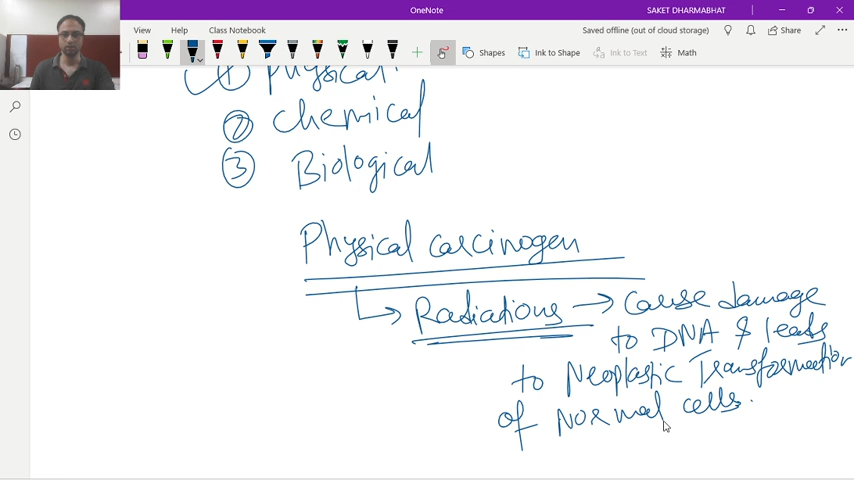 OneNote
SAKET DHARMABHAT
View Help Class Notebook
Saved offline (out of cloud storage)
Share
Shapes
Ink to Shape
Ink to Text
Math
① Physical.
② Chemical
③ Biological
Physical carcinogen
↳ Radiations → Cause damage
to DNA & leads
to Neoplastic Transformation
of Normal cells.